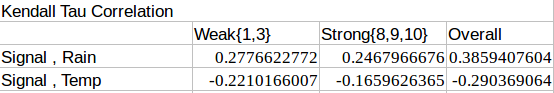 Kendall Tau Correlation
Weak{1,3} Strong{8,9,10} Overall
Signal , Rain 0.2776622772 0.2467966676 0.3859407604
Signal , Temp -0.2210166007 -0.1659626365 -0.290369064